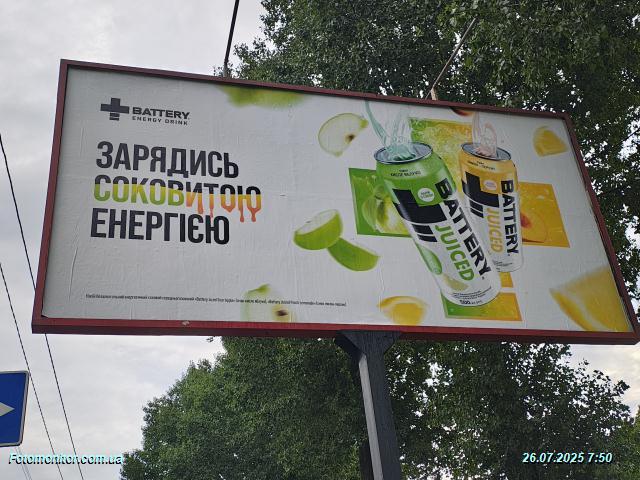 BATTERY
ENERGY DRINK
ЗАРЯДИСЬ
СОКОВИТОЮ
ЕНЕРГІЄЮ
BATTERY
JUICED
BATTERY
JUICED
Fotomonitor.com.ua
26.07.2025 7:50